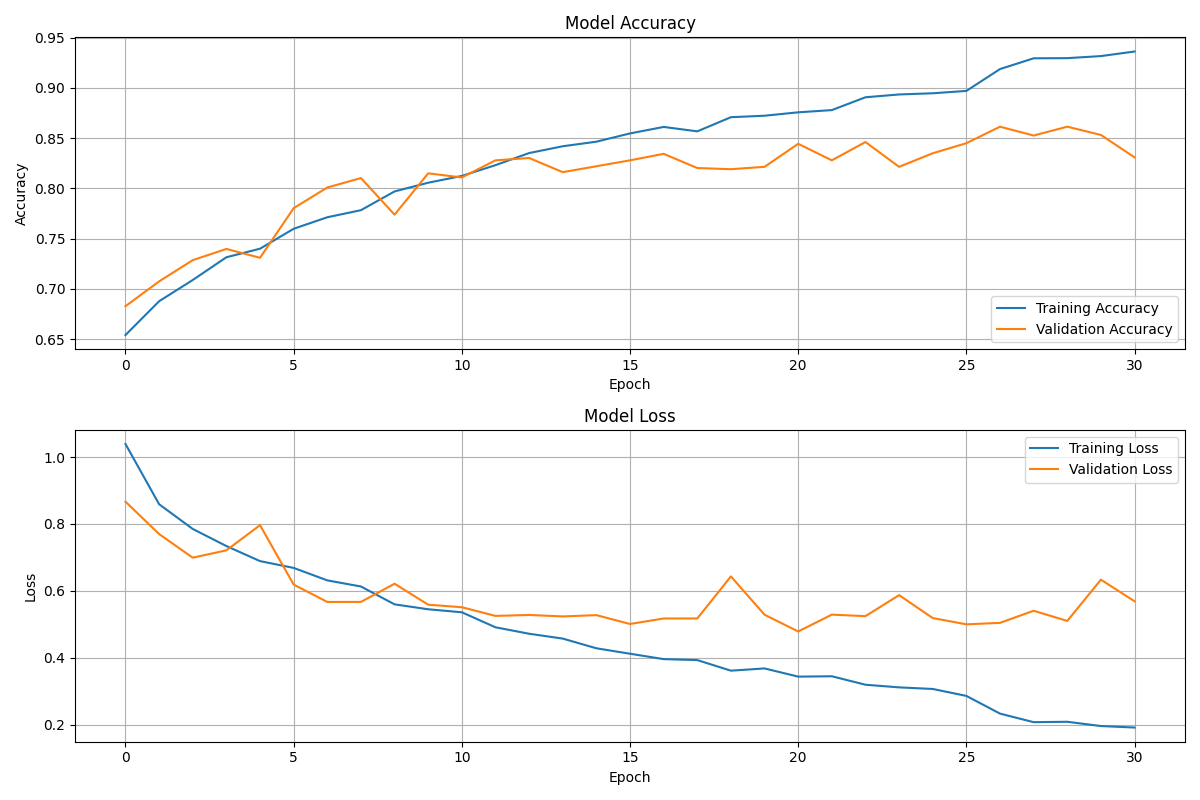 Model Accuracy
0.95
0.90
0.85
0.80
0.75
0.70
0.65
Accuracy
Training Accuracy
Validation Accuracy
0 5 10 15 20 25 30
Epoch
Model Loss
1.0
0.8
0.6
0.4
0.2
Loss
Training Loss
Validation Loss
0 5 10 15 20 25 30
Epoch